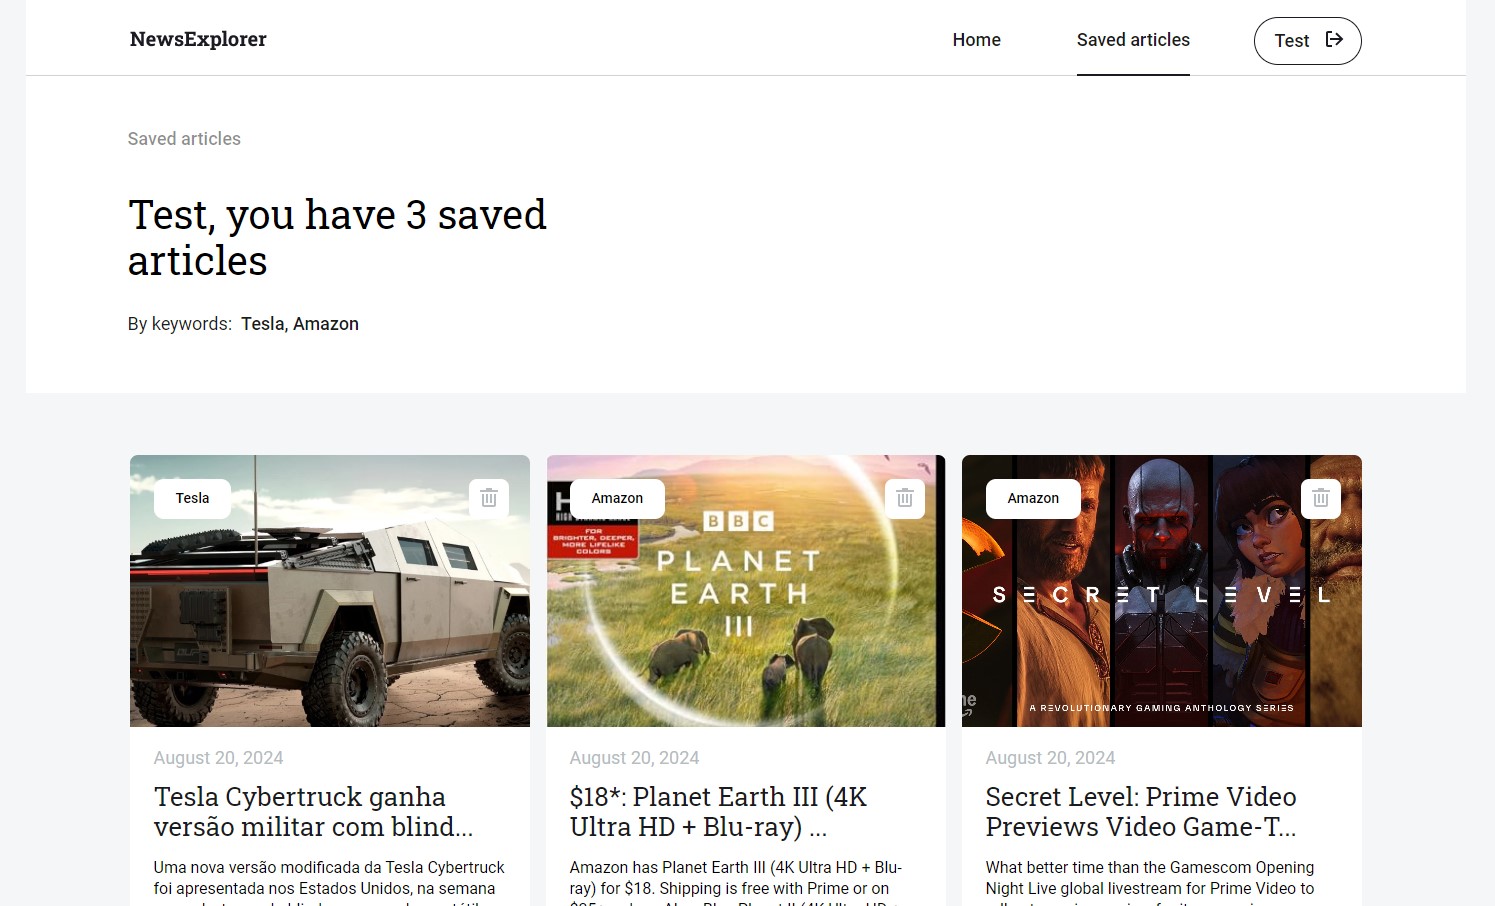 NewsExplorer
Home
Saved articles
Test
Saved articles
Test, you have 3 saved
articles
By keywords: Tesla, Amazon
Tesla
Amazon
HIGH
FOR
BRIGHTER, DEEPER,
MORE LIFELIKE
COLORS
BBC
PLANET
EARTH
III
Amazon
SECRET LEVEL
A REVOLUTIONARY GAMING ANTHOLOGY SERIES
August 20, 2024
Tesla Cybertruck ganha
versão militar com blind...
Uma nova versão modificada da Tesla Cybertruck
foi apresentada nos Estados Unidos, na semana
August 20, 2024
$18*: Planet Earth III (4K
Ultra HD + Blu-ray) ...
Amazon has Planet Earth III (4K Ultra HD + Blu-
ray) for $18. Shipping is free with Prime or on
August 20, 2024
Secret Level: Prime Video
Previews Video Game-T...
What better time than the Gamescom Opening
Night Live global livestream for Prime Video to